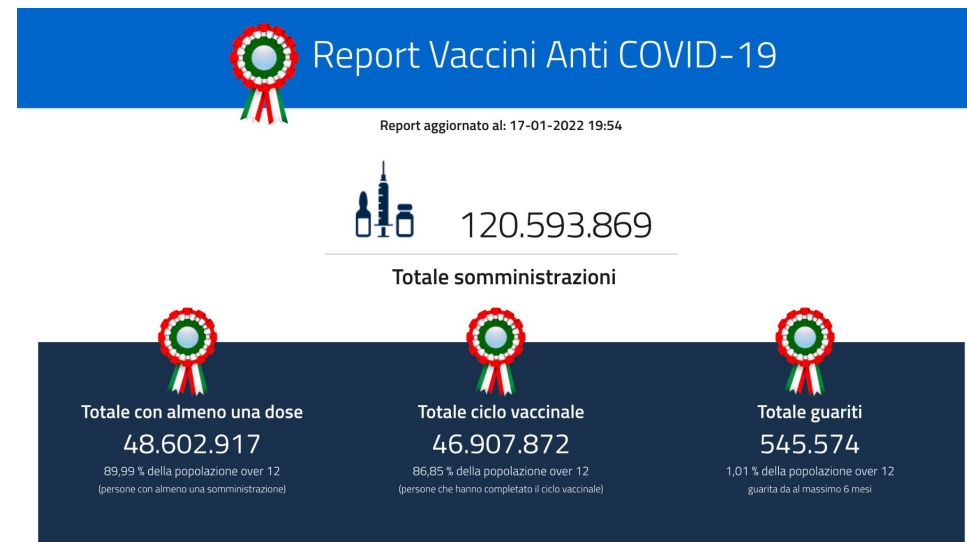 Report Vaccini Anti COVID-19
Report aggiornato al: 17-01-2022 19:54
120.593.869
Totale somministrazioni
Totale con almeno una dose
48.602.917
89,99 % della popolazione over 12
(persone con almeno una somministrazione)
Totale ciclo vaccinale
46.907.872
86,85 % della popolazione over 12
(persone che hanno completato il ciclo vaccinale)
Totale guariti
545.574
1,01 % della popolazione over 12
guarita da al massimo 6 mesi